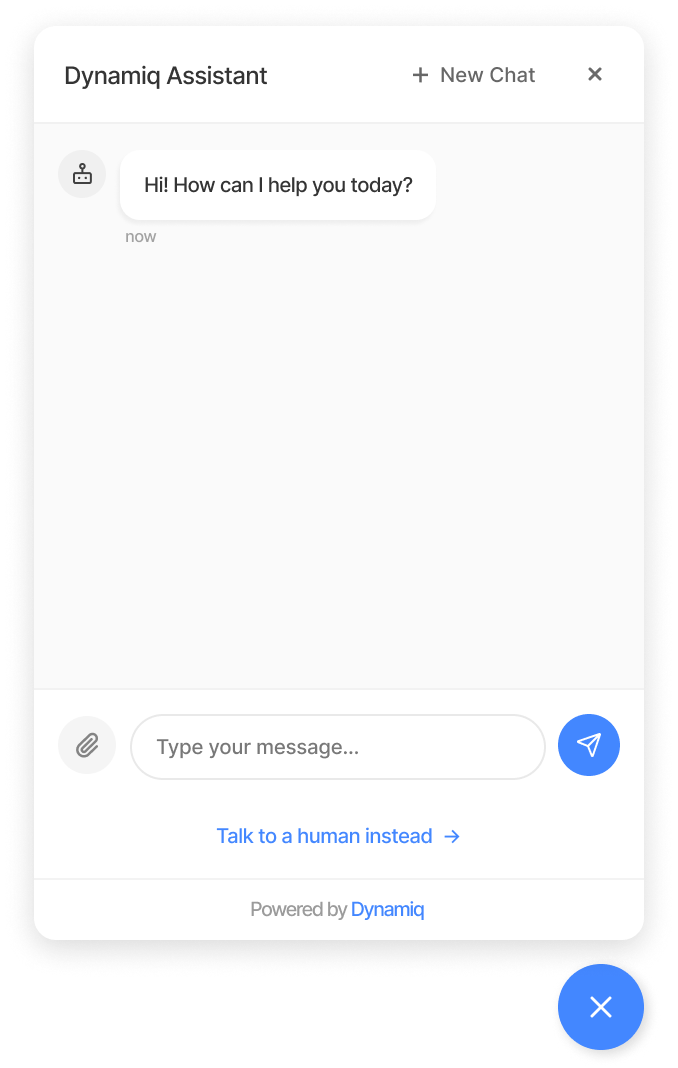 Dynamiq Assistant
New Chat
Hi! How can I help you today?
now
Type your message...
Talk to a human instead →
Powered by Dynamiq